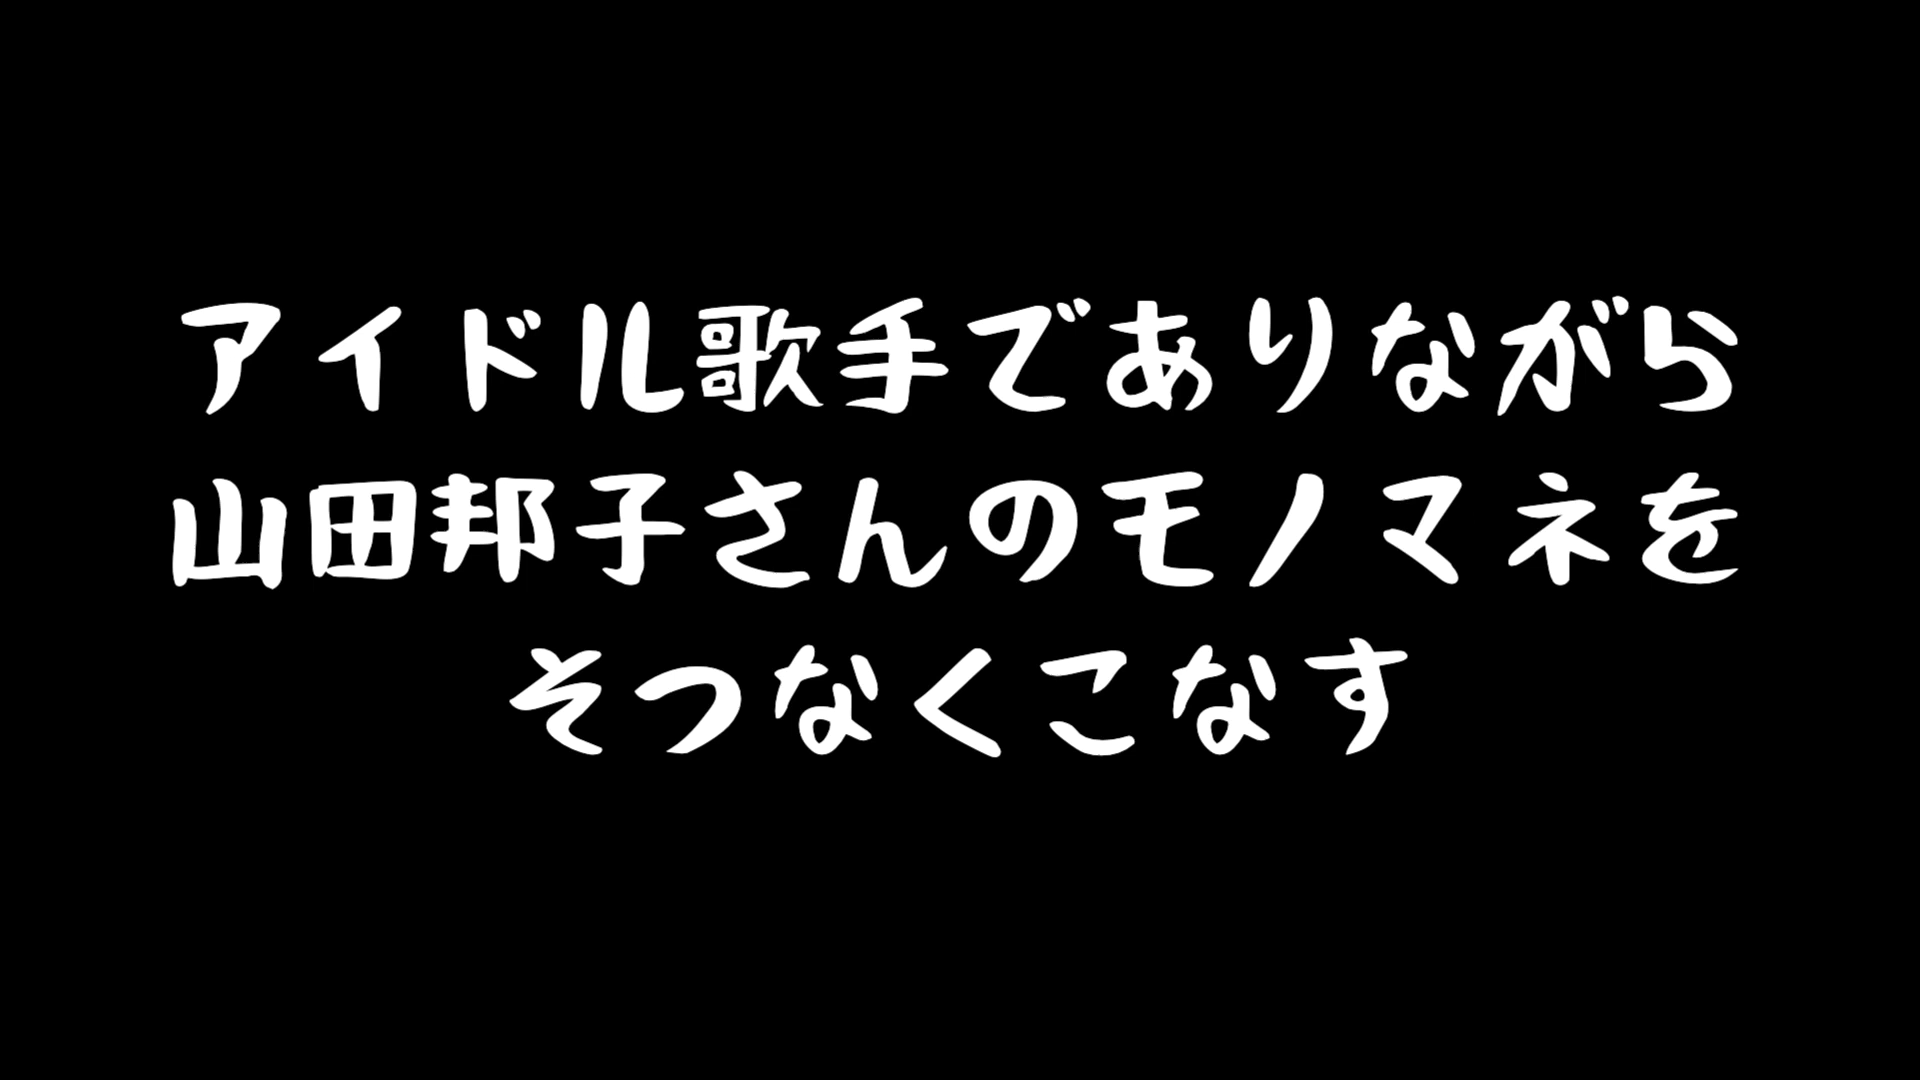 アイドル歌手でありながら
山田邦子さんのモノマネを
そつなくこなす